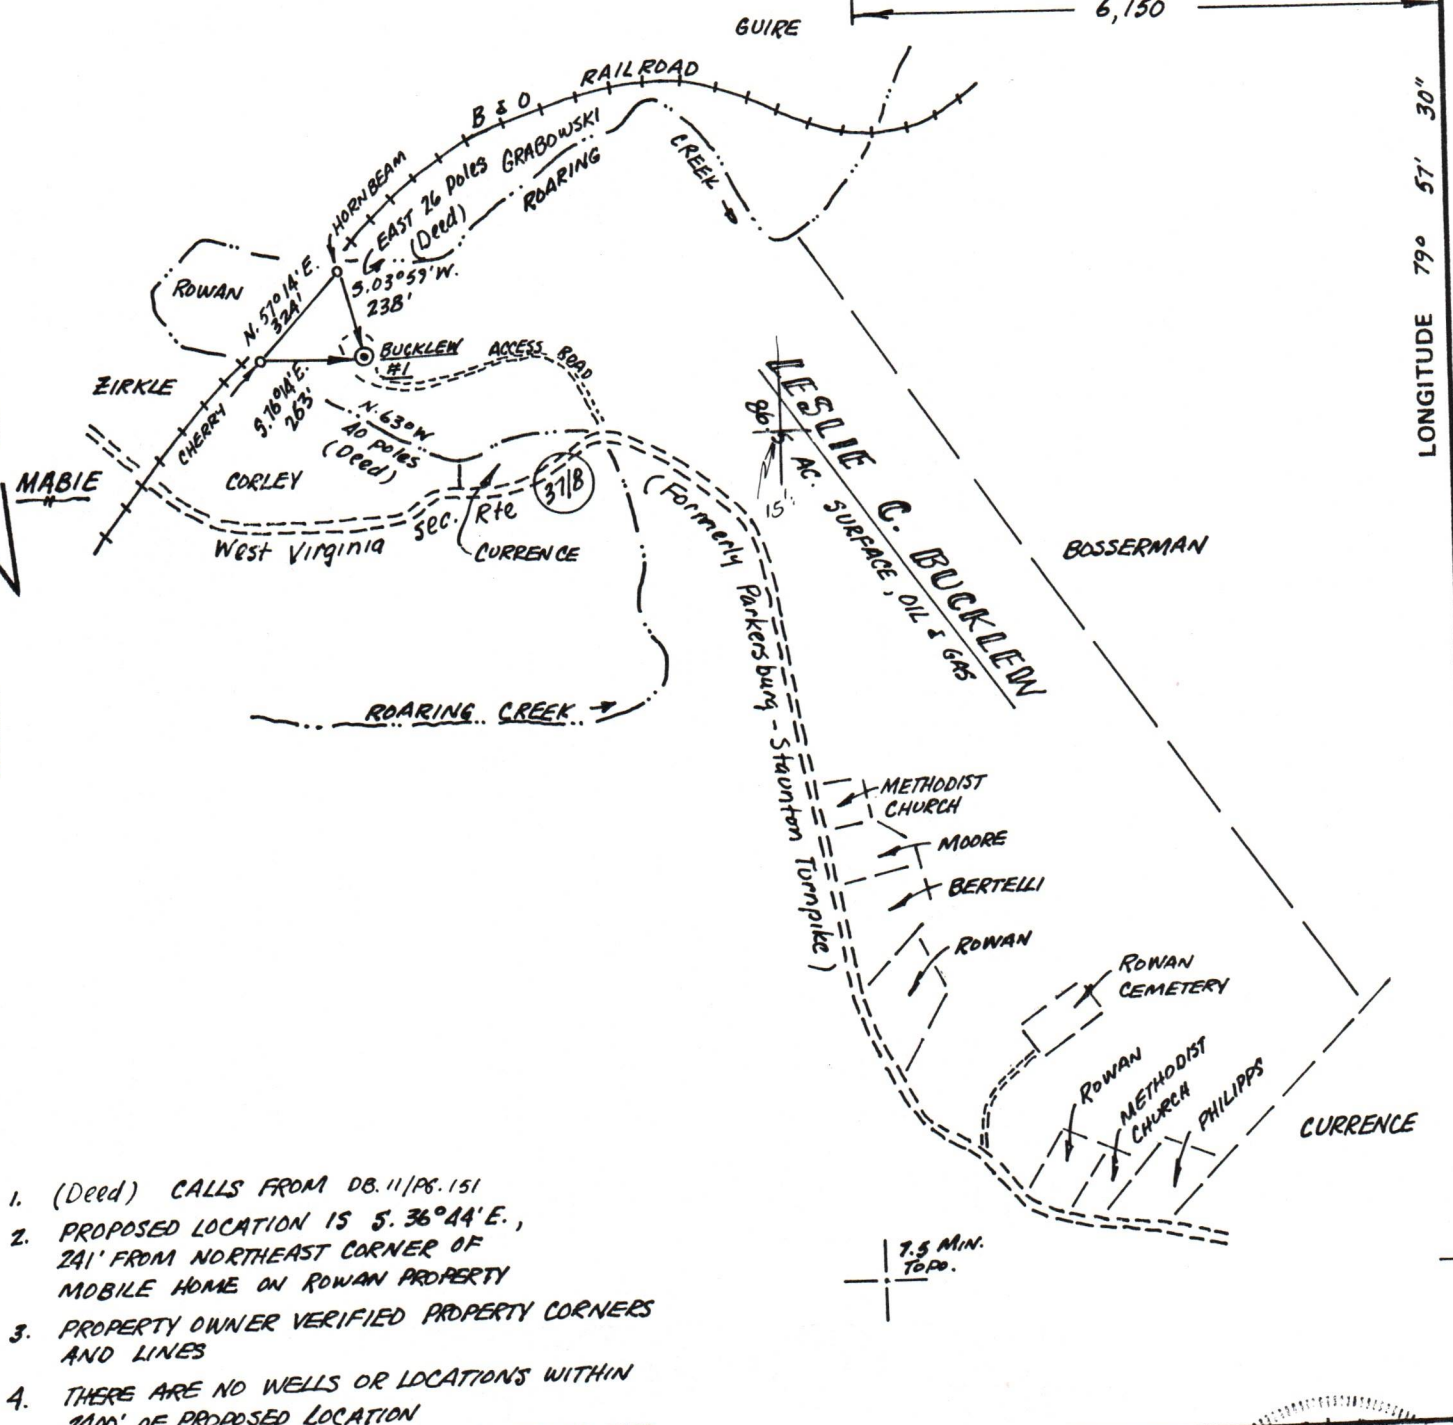 6,150
GUIRE
B & O RAILROAD
HORNBEAM
EAST 26 poles GRABOWSKI
(Deed)
ROARING
CREEK
LONGITUDE 79° 57' 30"
ROWAN
N. 57°14'E.
324'
S. 03°59'W.
238'
BUCKLEW
#1
ACCESS ROAD
ZIRKLE
CHERRY
S. 76°14'E.
263'
N. 63° W
40 poles
(Deed)
MABIE
CORLEY
37/8
West Virginia Sec. Rte
CURRENCE
(Formerly Parkersburg - Staunton Turnpike)
LESLIE C. BUCKLEW
86.5 AC. SURFACE, OIL & GAS
15'
BOSSERMAN
ROARING CREEK
METHODIST
CHURCH
MOORE
BERTELLI
ROWAN
ROWAN
CEMETERY
ROWAN
METHODIST
CHURCH
PHILIPPS
CURRENCE
7.5 MIN.
TOPO.
1. (Deed) CALLS FROM DB. 11/PG. 151
2. PROPOSED LOCATION IS S. 36°44'E.,
241' FROM NORTHEAST CORNER OF
MOBILE HOME ON ROWAN PROPERTY
3. PROPERTY OWNER VERIFIED PROPERTY CORNERS
AND LINES
4. THERE ARE NO WELLS OR LOCATIONS WITHIN
2400' OF PROPOSED LOCATION